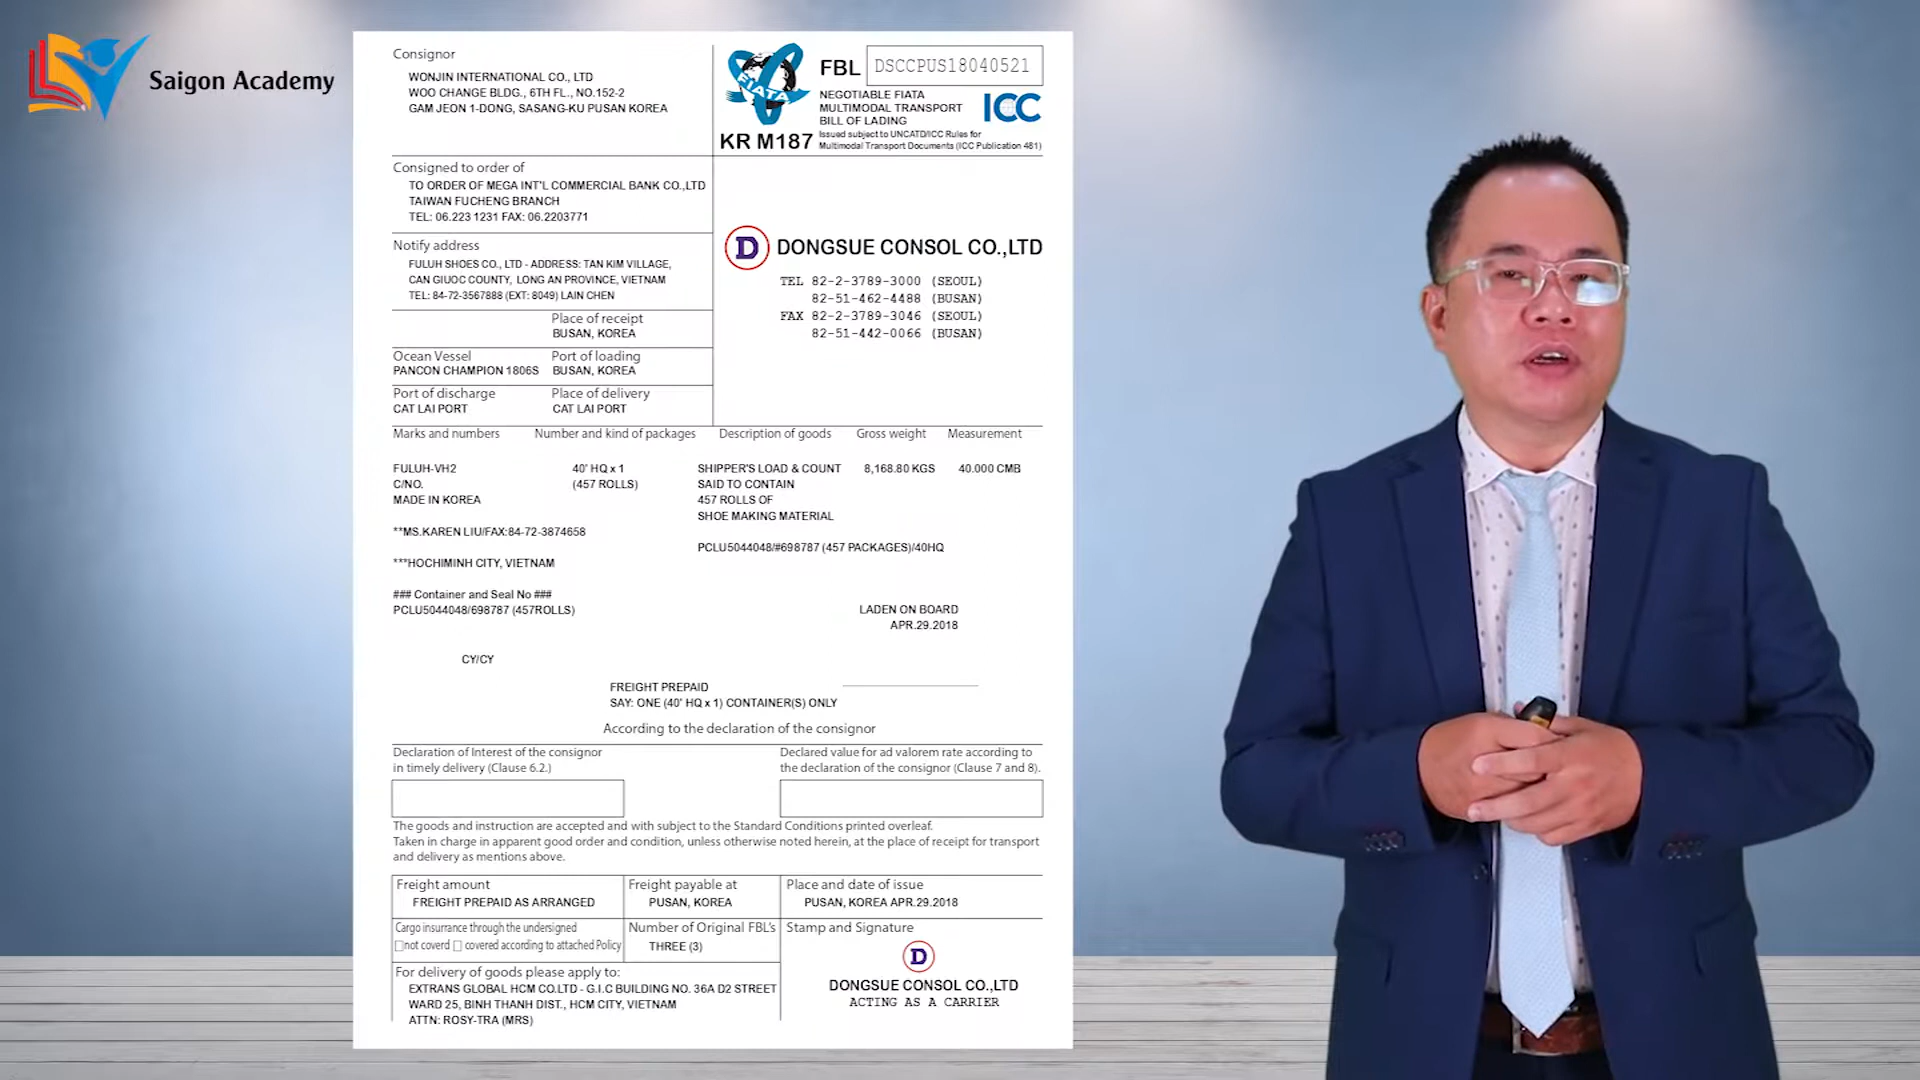 Saigon Academy
Consignor
WONJIN INTERNATIONAL CO., LTD
WOO CHANGE BLDG., 6TH FL., NO.152-2
GAM JEON 1-DONG, SASANG-KU PUSAN KOREA
FIATA
KR M187
FBL DSCCPUS18040521
NEGOTIABLE FIATA
MULTIMODAL TRANSPORT
BILL OF LADING
ICC
Issued subject to UNCATD/ICC Rules for
Multimodal Transport Documents (ICC Publication 481)
Consigned to order of
TO ORDER OF MEGA INT'L COMMERCIAL BANK CO.,LTD
TAIWAN FUCHENG BRANCH
TEL: 06.223 1231 FAX: 06.2203771
Notify address
FULUH SHOES CO., LTD - ADDRESS: TAN KIM VILLAGE,
CAN GIUOC COUNTY, LONG AN PROVINCE, VIETNAM
TEL: 84-72-3567888 (EXT: 8049) LAIN CHEN
D DONGSUE CONSOL CO.,LTD
TEL 82-2-3789-3000 (SEOUL)
82-51-462-4488 (BUSAN)
FAX 82-2-3789-3046 (SEOUL)
82-51-442-0066 (BUSAN)
Place of receipt
BUSAN, KOREA
Ocean Vessel Port of loading
PANCON CHAMPION 1806S BUSAN, KOREA
Port of discharge Place of delivery
CAT LAI PORT CAT LAI PORT
Marks and numbers Number and kind of packages Description of goods Gross weight Measurement
FULUH-VH2 40' HQ x 1 SHIPPER'S LOAD & COUNT 8,168.80 KGS 40.000 CMB
C/NO. (457 ROLLS) SAID TO CONTAIN
MADE IN KOREA 457 ROLLS OF
SHOE MAKING MATERIAL
**MS.KAREN LIU/FAX:84-72-3874658
PCLU5044048/#698787 (457 PACKAGES)/40HQ
***HOCHIMINH CITY, VIETNAM
### Container and Seal No ###
PCLU5044048/698787 (457ROLLS)
LADEN ON BOARD
APR.29.2018
CY/CY
FREIGHT PREPAID
SAY: ONE (40' HQ x 1) CONTAINER(S) ONLY
According to the declaration of the consignor
Declaration of Interest of the consignor
in timely delivery (Clause 6.2.)
Declared value for ad valorem rate according to
the declaration of the consignor (Clause 7 and 8).
The goods and instruction are accepted and with subject to the Standard Conditions printed overleaf.
Taken in charge in apparent good order and condition, unless otherwise noted herein, at the place of receipt for transport
and delivery as mentions above.
Freight amount Freight payable at Place and date of issue
FREIGHT PREPAID AS ARRANGED PUSAN, KOREA PUSAN, KOREA APR.29.2018
Cargo insurrance through the undersigned
not coverd covered according to attached Policy
Number of Original FBL's
THREE (3)
Stamp and Signature
D
DONGSUE CONSOL CO.,LTD
ACTING AS A CARRIER
For delivery of goods please apply to:
EXTRANS GLOBAL HCM CO.LTD - G.I.C BUILDING NO. 36A D2 STREET
WARD 25, BINH THANH DIST., HCM CITY, VIETNAM
ATTN: ROSY-TRA (MRS)